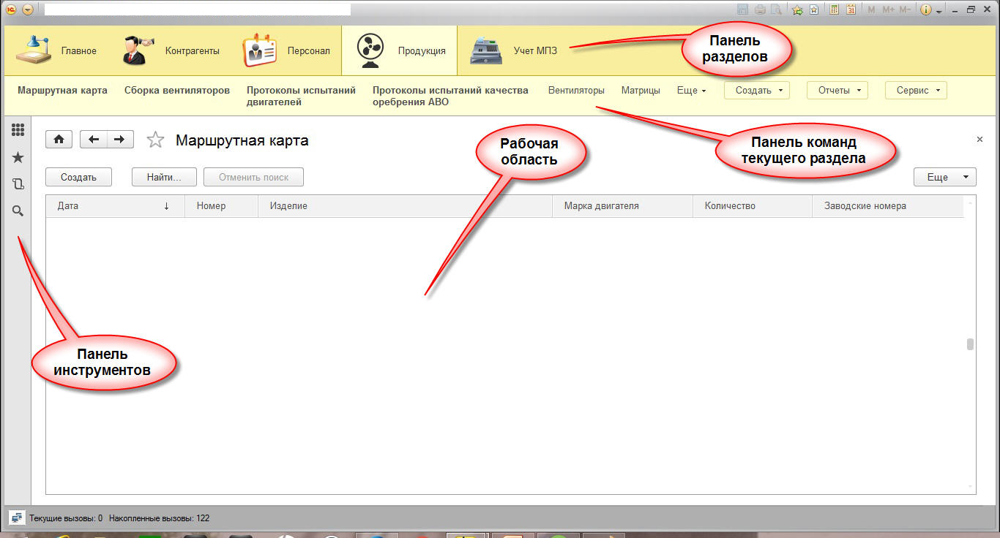 M M+ M-
Главное Контрагенты Персонал Продукция Учет МПЗ
Панель
разделов
Маршрутная карта Сборка вентиляторов Протоколы испытаний Протоколы испытаний качества Вентиляторы Матрицы Еще Создать Отчеты Сервис
двигателей оребрения АВО
Маршрутная карта
Рабочая
область
Панель команд
текущего раздела
Создать Найти... Отменить поиск Еще
Дата ↓ Номер Изделие Марка двигателя Количество Заводские номера
Панель
инструментов
Текущие вызовы: 0 Накопленные вызовы: 122